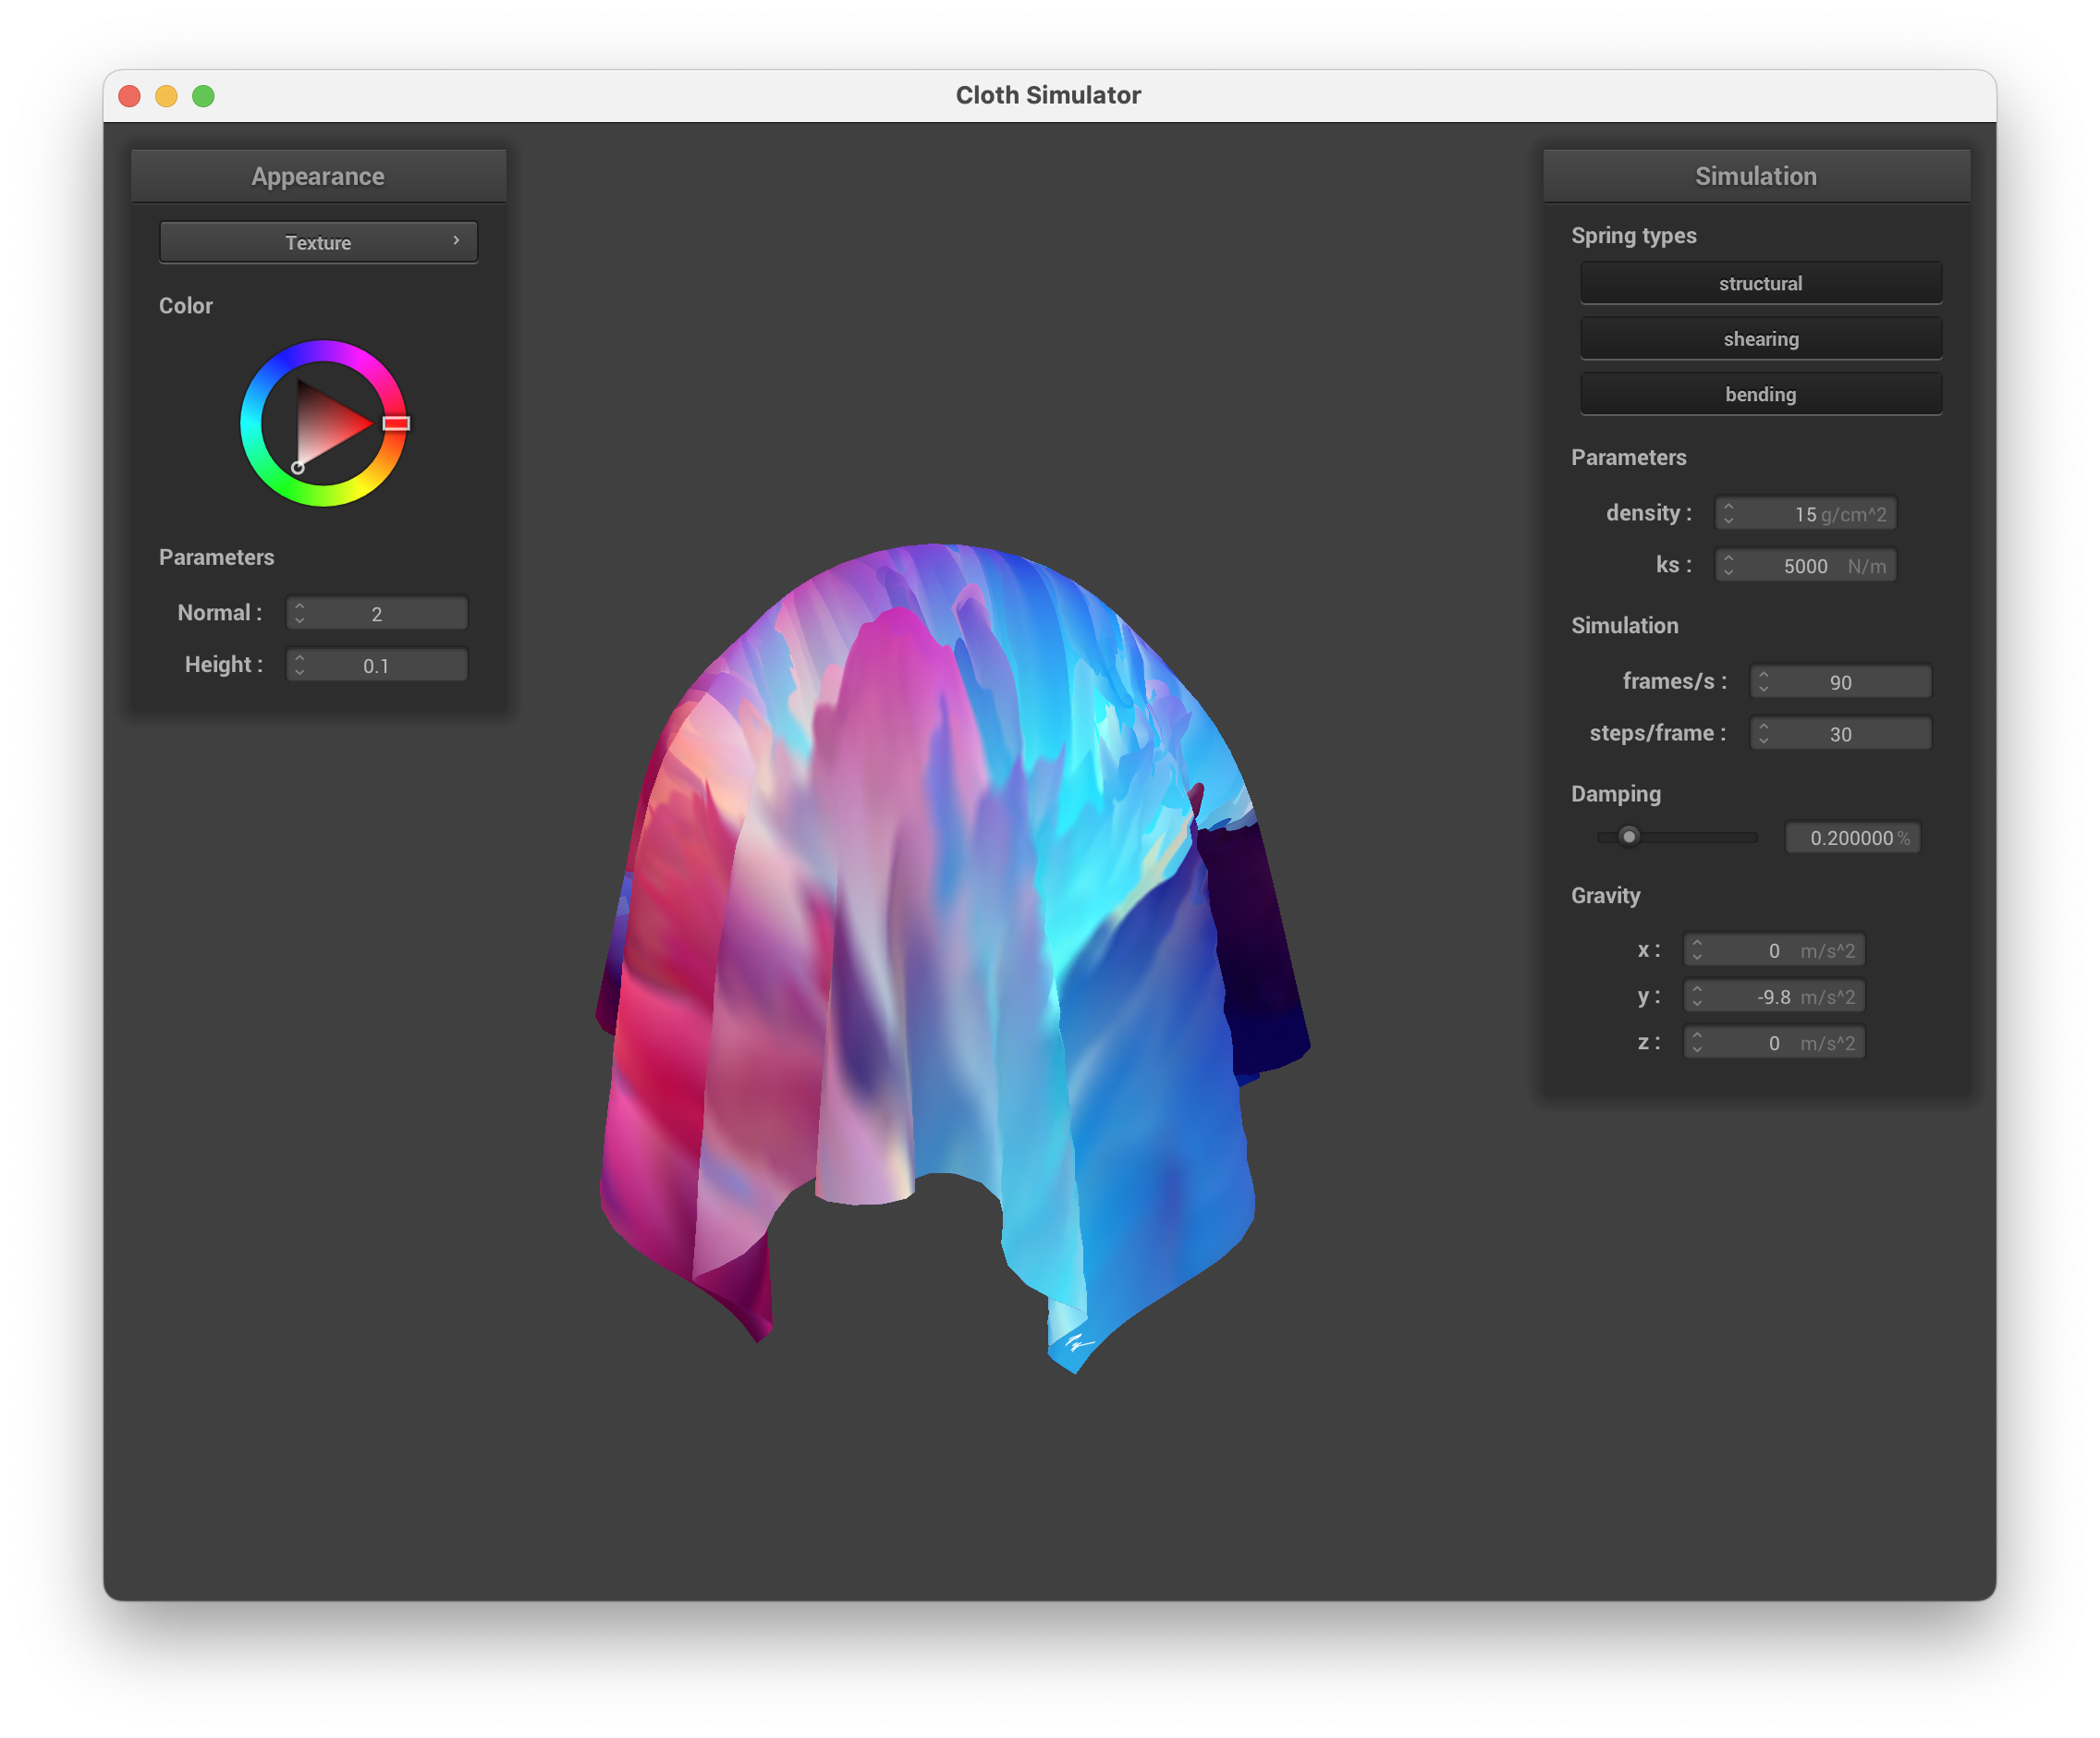 Cloth Simulator
Appearance
Texture
Color
Parameters
Normal : 2
Height : 0.1
Simulation
Spring types
structural
shearing
bending
Parameters
density : 15 g/cm^2
ks : 5000 N/m
Simulation
frames/s : 90
steps/frame : 30
Damping
0.200000 %
Gravity
x : 0 m/s^2
y : -9.8 m/s^2
z : 0 m/s^2